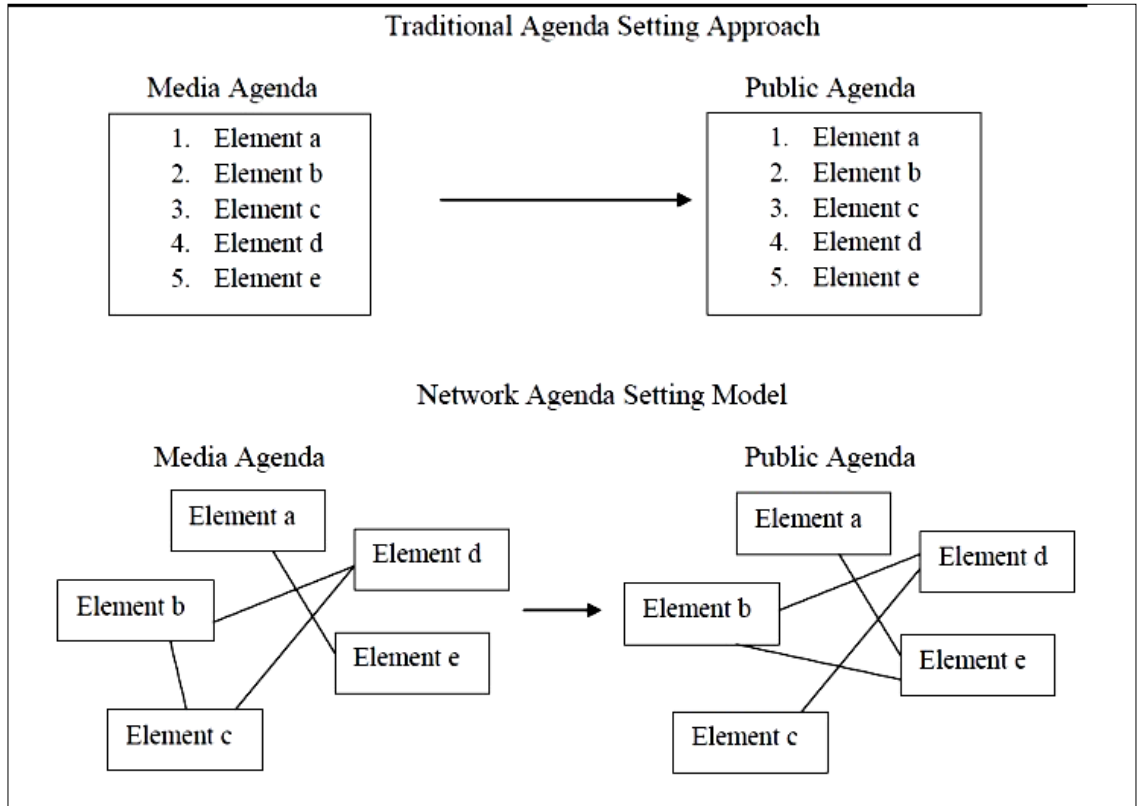 Traditional Agenda Setting Approach
Media Agenda
1. Element a
2. Element b
3. Element c
4. Element d
5. Element e
Public Agenda
1. Element a
2. Element b
3. Element c
4. Element d
5. Element e
Network Agenda Setting Model
Media Agenda
Element a
Element d
Element b
Element e
Element c
Public Agenda
Element a
Element d
Element b
Element e
Element c